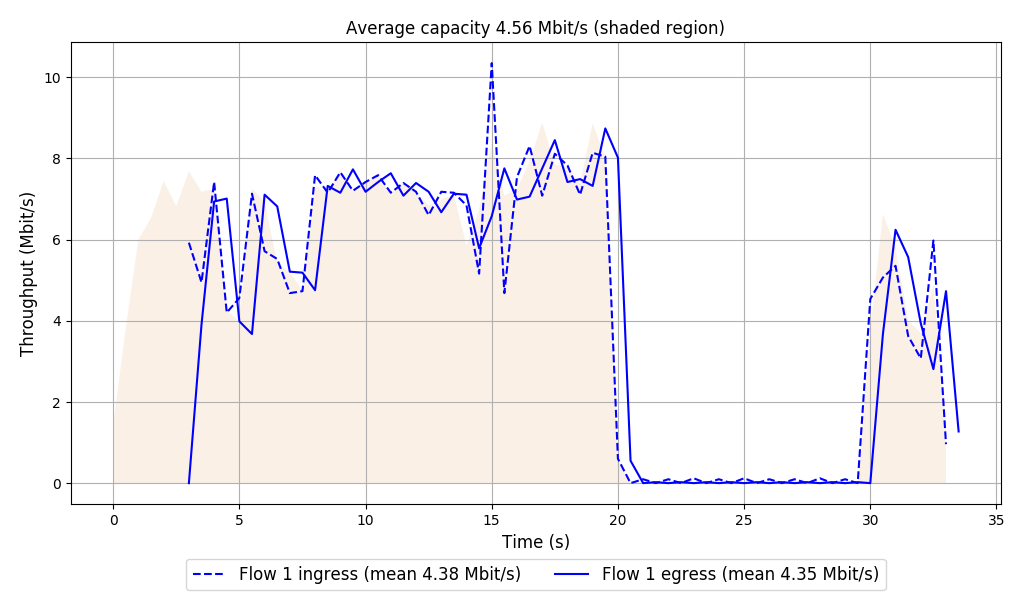 Average capacity 4.56 Mbit/s (shaded region)
Throughput (Mbit/s)
10
8
6
4
2
0
0 5 10 15 20 25 30 35
Time (s)
Flow 1 ingress (mean 4.38 Mbit/s) Flow 1 egress (mean 4.35 Mbit/s)